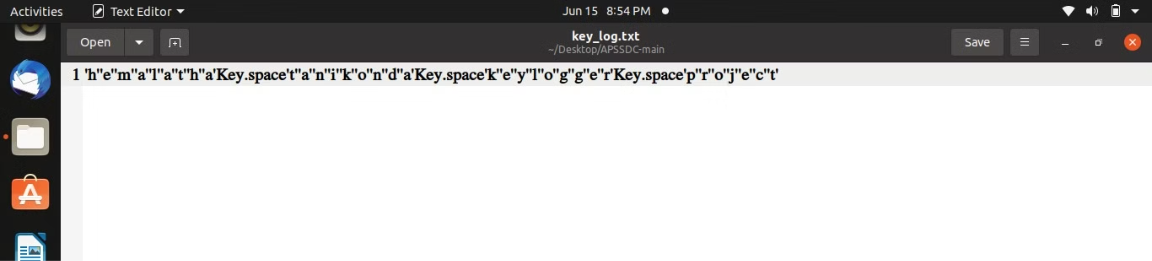 Activities Text Editor Jun 15 8:54 PM
Open key_log.txt Save
~/Desktop/APSSDC-main
1 'h''e''m''a''l''a''t''h''a'Key.space't''a''n''i''k''o''n''d''a'Key.space'k''e''y''l''o''g''g''e''r'Key.space'p''r''o''j''e''c''t'